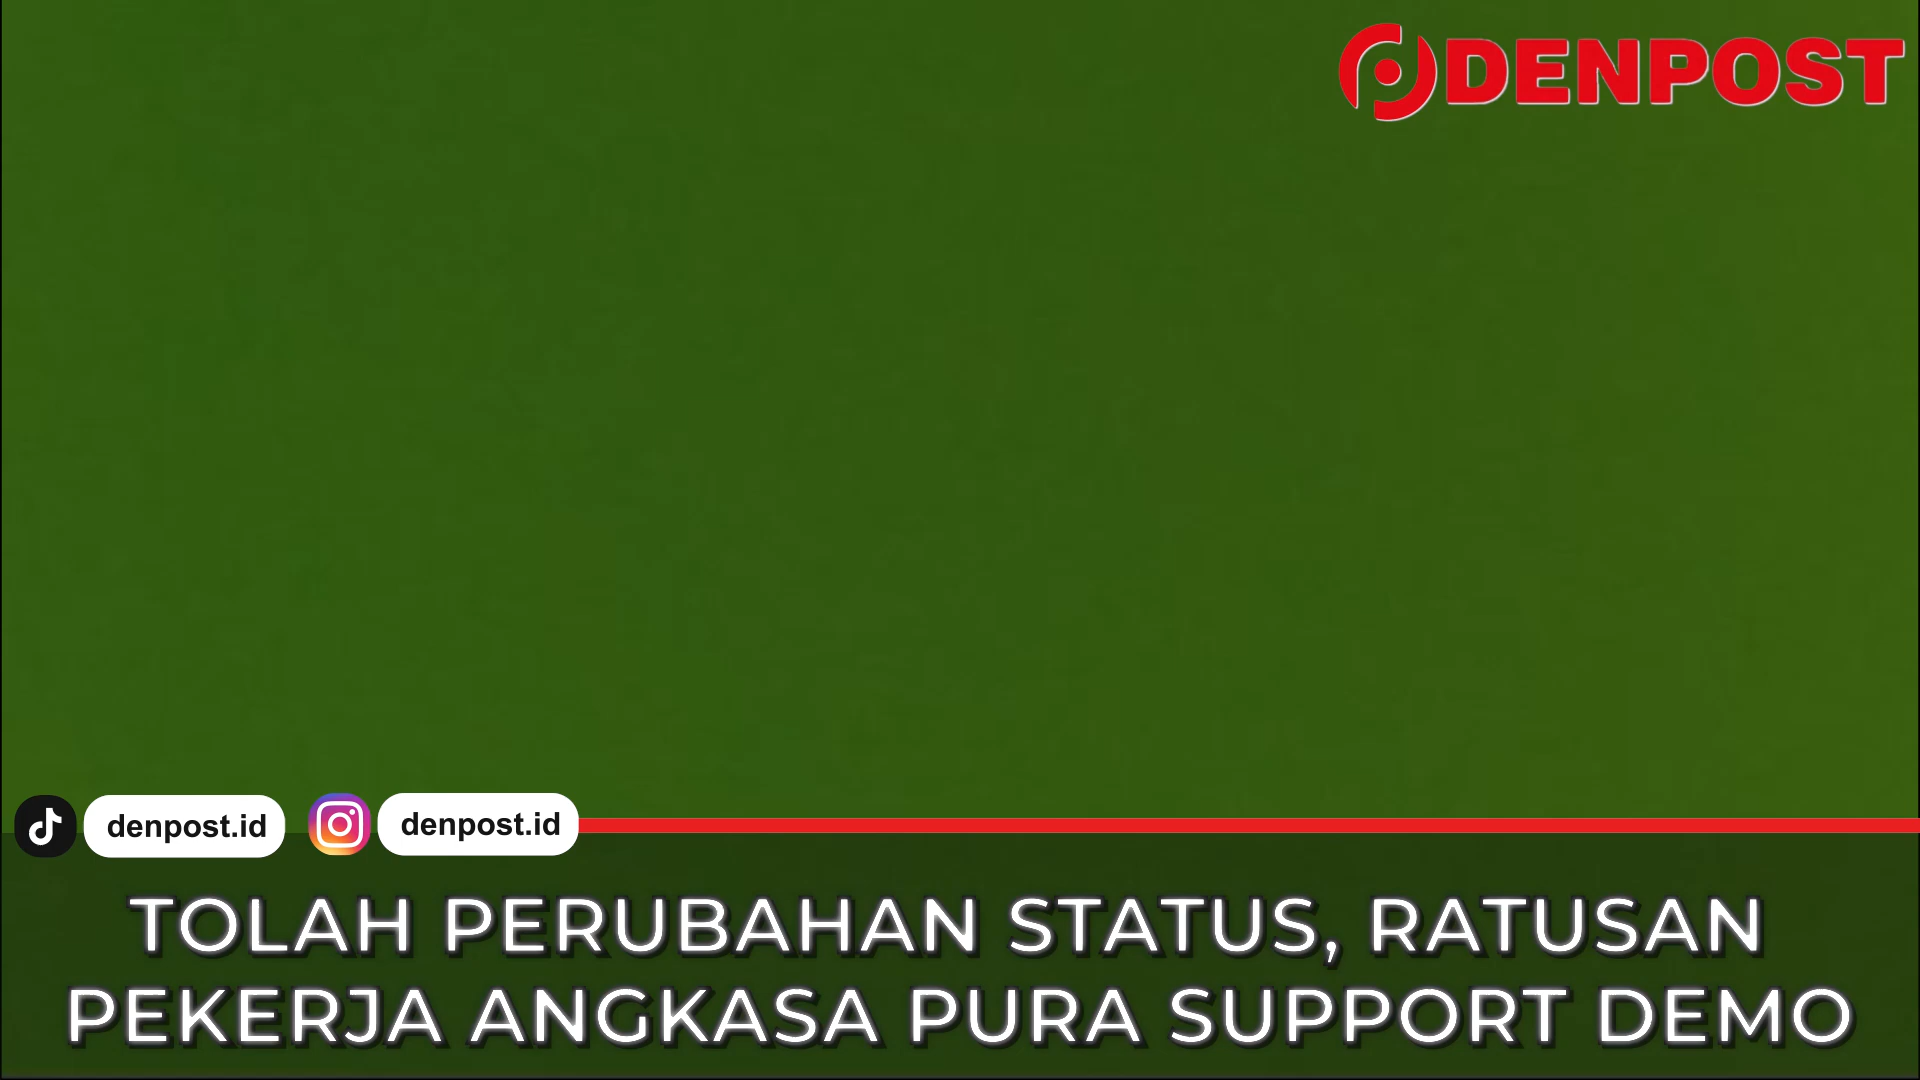 DENPOST
denpost.id denpost.id
TOLAH PERUBAHAN STATUS, RATUSAN
PEKERJA ANGKASA PURA SUPPORT DEMO